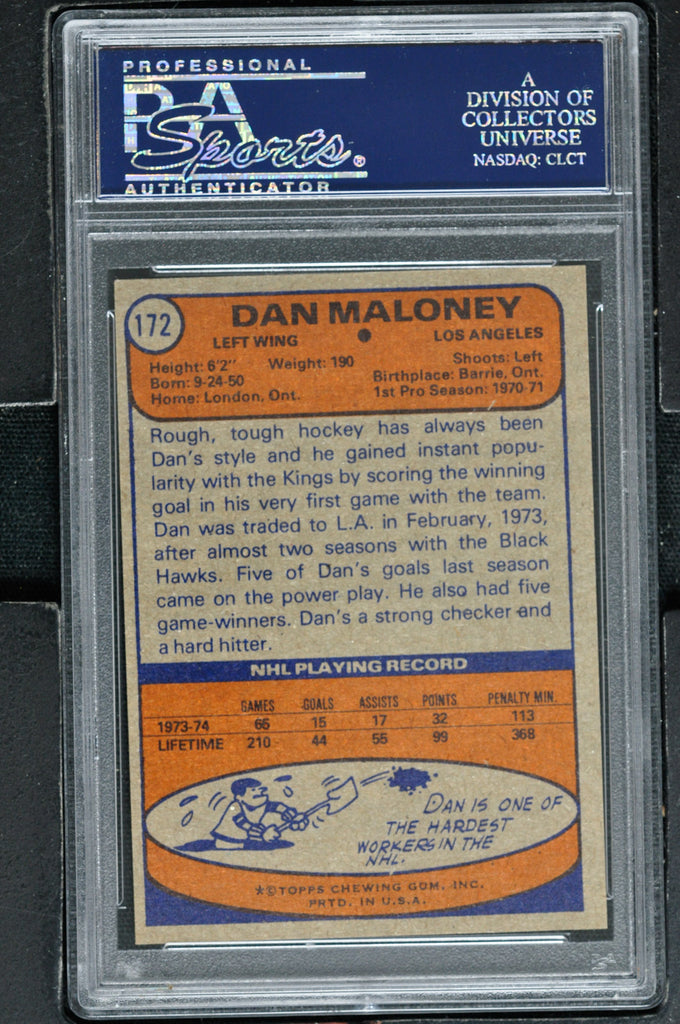 PROFESSIONAL
PSA
Sports®
AUTHENTICATOR
A
DIVISION OF
COLLECTORS
UNIVERSE
NASDAQ: CLCT
172
DAN MALONEY
LEFT WING ● LOS ANGELES
Height: 6'2" Weight: 190 Shoots: Left
Born: 9-24-50 Birthplace: Barrie, Ont.
Home: London, Ont. 1st Pro Season: 1970-71
Rough, tough hockey has always been
Dan's style and he gained instant popu-
larity with the Kings by scoring the winning
goal in his very first game with the team.
Dan was traded to L.A. in February, 1973,
after almost two seasons with the Black
Hawks. Five of Dan's goals last season
came on the power play. He also had five
game-winners. Dan's a strong checker and
a hard hitter.
NHL PLAYING RECORD
GAMES GOALS ASSISTS POINTS PENALTY MIN.
1973-74 65 15 17 32 113
LIFETIME 210 44 55 99 368
DAN IS ONE OF
THE HARDEST
WORKERS IN THE
NHL.
★©TOPPS CHEWING GUM, INC.
PRTD. IN U.S.A.